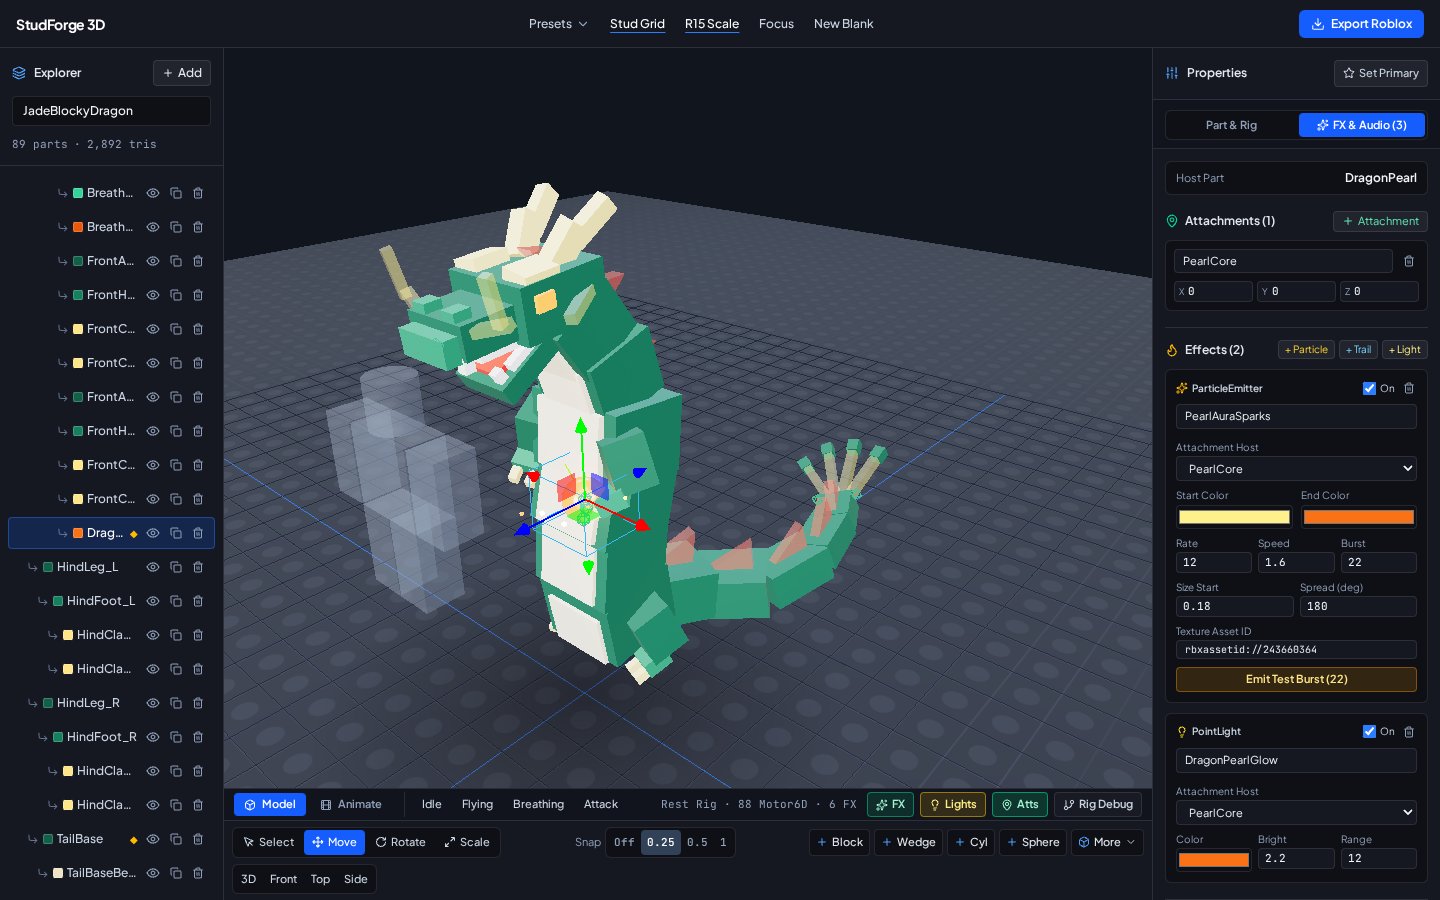 StudForge 3D
Presets
Stud Grid
R15 Scale
Focus
New Blank
Export Roblox
Explorer
+ Add
JadeBlockyDragon
89 parts · 2,892 tris
Breath...
Breath...
FrontA...
FrontH...
FrontC...
FrontC...
FrontA...
FrontH...
FrontC...
FrontC...
Drag...
HindLeg_L
HindFoot_L
HindCla...
HindCla...
HindLeg_R
HindFoot_R
HindCla...
HindCla...
TailBase
TailBaseBe...
Model
Animate
Idle
Flying
Breathing
Attack
Rest Rig · 88 Motor6D · 6 FX
FX
Lights
Atts
Rig Debug
Select
Move
Rotate
Scale
Snap
Off
0.25
0.5
1
+ Block
+ Wedge
+ Cyl
+ Sphere
More
3D
Front
Top
Side
Properties
Set Primary
Part & Rig
FX & Audio (3)
Host Part
DragonPearl
Attachments (1)
+ Attachment
PearlCore
X 0
Y 0
Z 0
Effects (2)
+ Particle
+ Trail
+ Light
ParticleEmitter
On
PearlAuraSparks
Attachment Host
PearlCore
Start Color
End Color
Rate
Speed
Burst
12
1.6
22
Size Start
Spread (deg)
0.18
180
Texture Asset ID
rbxassetid://243660364
Emit Test Burst (22)
PointLight
On
DragonPearlGlow
Attachment Host
PearlCore
Color
Bright
Range
2.2
12